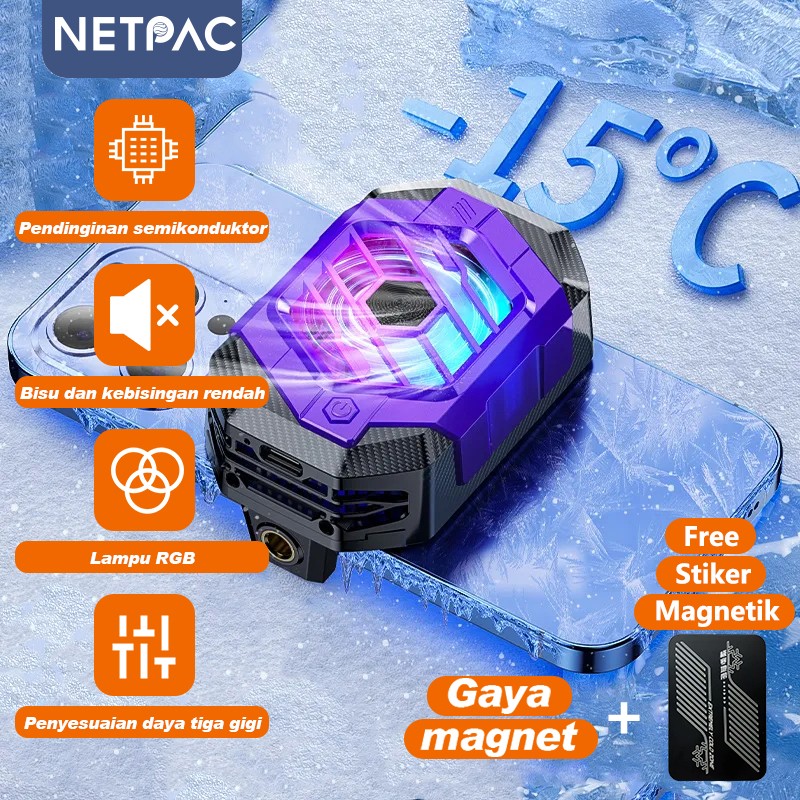 NETPAC
-15°C
Pendinginan semikonduktor
Bisu dan kebisingan rendah
Lampu RGB
Penyesuaian daya tiga gigi
Free
Stiker
Magnetik
Gaya
magnet
+